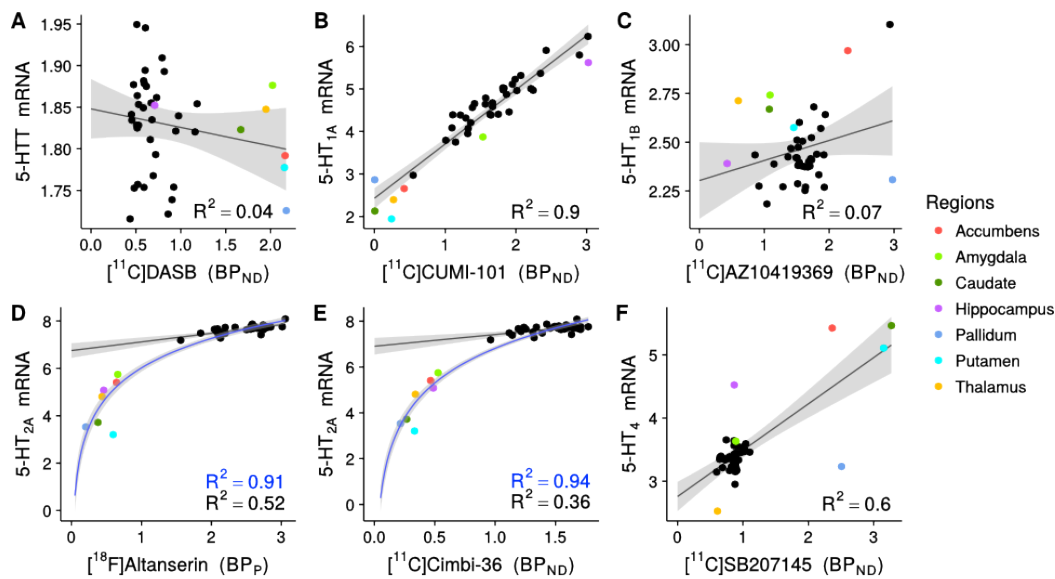 A
5-HTT mRNA
1.95
1.90
1.85
1.80
1.75
R² = 0.04
0.0 0.5 1.0 1.5 2.0
[¹¹C]DASB (BP_ND)
B
5-HT₁A mRNA
6
5
4
3
2
R² = 0.9
0 1 2 3
[¹¹C]CUMI-101 (BP_ND)
C
5-HT₁B mRNA
3.00
2.75
2.50
2.25
R² = 0.07
0 1 2 3
[¹¹C]AZ10419369 (BP_ND)
D
5-HT₂A mRNA
8
6
4
2
0
R² = 0.91
R² = 0.52
0 1 2 3
[¹⁸F]Altanserin (BP_P)
E
5-HT₂A mRNA
8
6
4
2
0
R² = 0.94
R² = 0.36
0.0 0.5 1.0 1.5
[¹¹C]Cimbi-36 (BP_ND)
F
5-HT₄ mRNA
5
4
3
R² = 0.6
0 1 2 3
[¹¹C]SB207145 (BP_ND)
Regions
Accumbens
Amygdala
Caudate
Hippocampus
Pallidum
Putamen
Thalamus